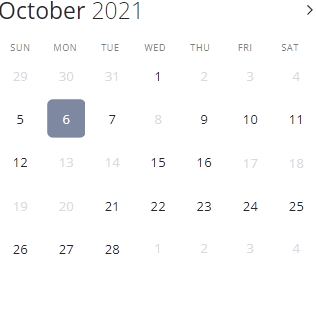 October 2021
SUN MON TUE WED THU FRI SAT
29 30 31 1 2 3 4
5 6 7 8 9 10 11
12 13 14 15 16 17 18
19 20 21 22 23 24 25
26 27 28 1 2 3 4